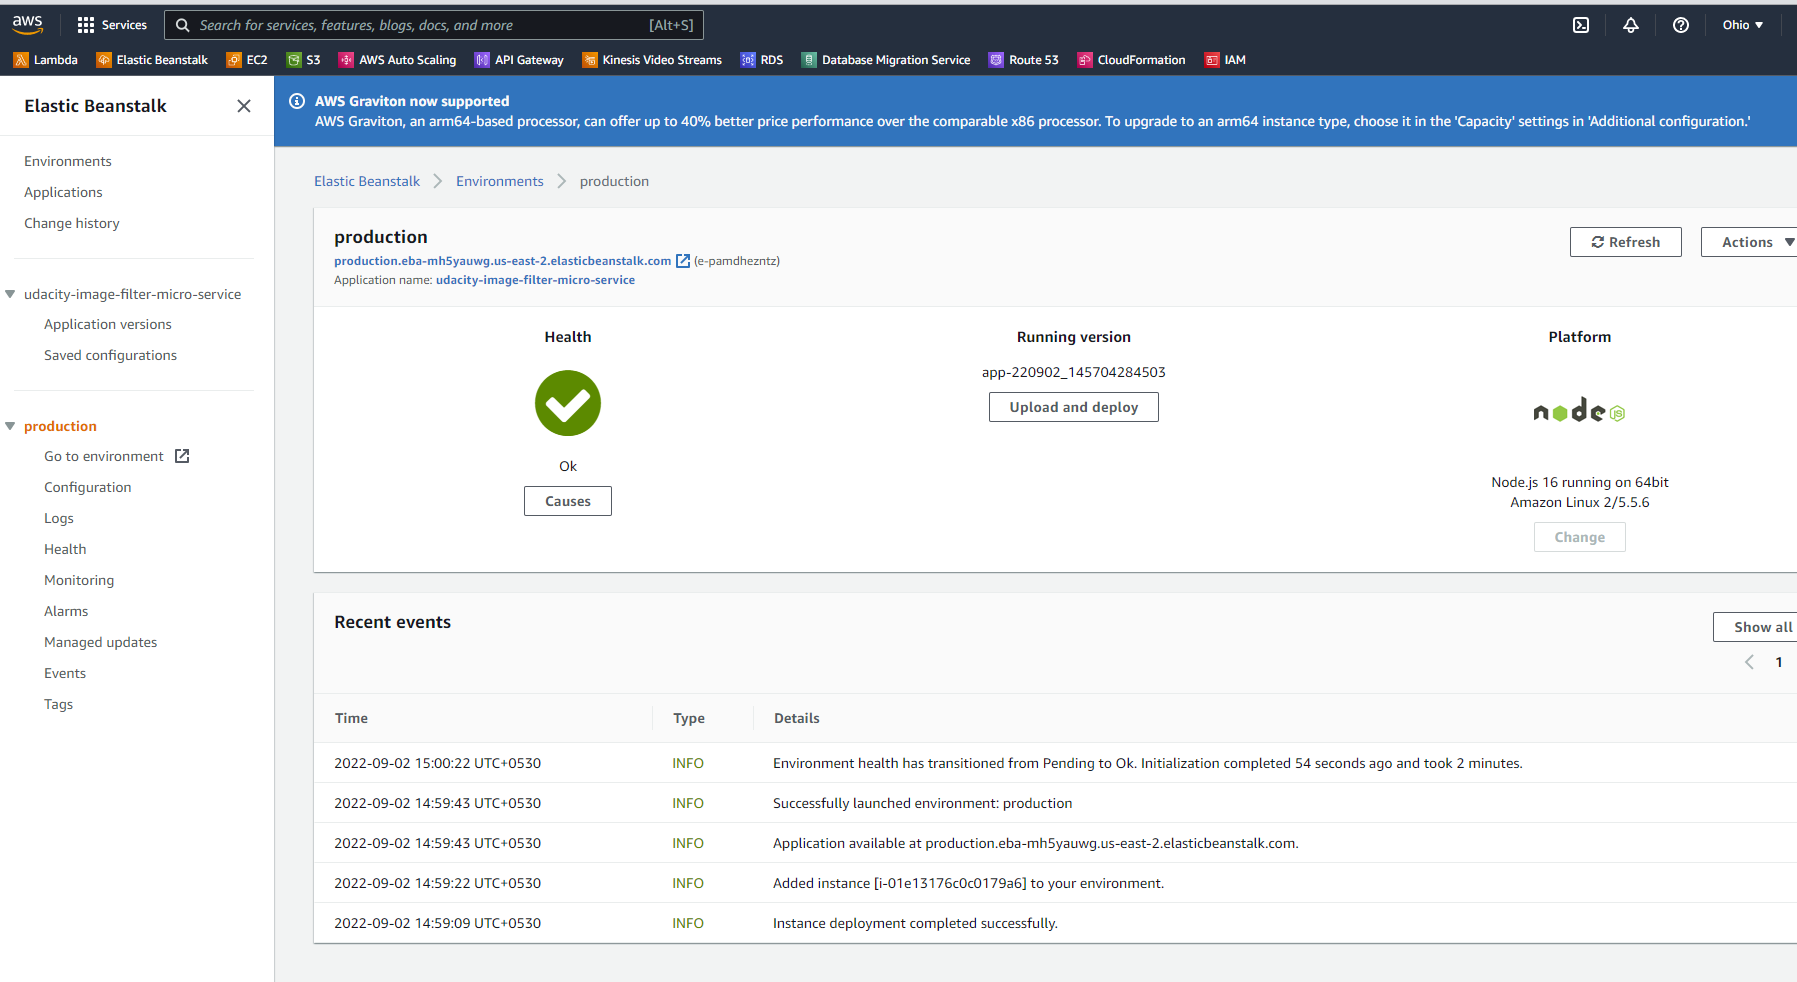 aws Services Search for services, features, blogs, docs, and more [Alt+S] Ohio
Lambda Elastic Beanstalk EC2 S3 AWS Auto Scaling API Gateway Kinesis Video Streams RDS Database Migration Service Route 53 CloudFormation IAM
Elastic Beanstalk
Environments
Applications
Change history
udacity-image-filter-micro-service
Application versions
Saved configurations
production
Go to environment
Configuration
Logs
Health
Monitoring
Alarms
Managed updates
Events
Tags
AWS Graviton now supported
AWS Graviton, an arm64-based processor, can offer up to 40% better price performance over the comparable x86 processor. To upgrade to an arm64 instance type, choose it in the 'Capacity' settings in 'Additional configuration.'
Elastic Beanstalk Environments production
production
Refresh Actions
production.eba-mh5yauwg.us-east-2.elasticbeanstalk.com (e-pamdhezntz)
Application name: udacity-image-filter-micro-service
Health
Ok
Causes
Running version
app-220902_145704284503
Upload and deploy
Platform
node JS
Node.js 16 running on 64bit
Amazon Linux 2/5.5.6
Change
Recent events
Show all
1
Time Type Details
2022-09-02 15:00:22 UTC+0530 INFO Environment health has transitioned from Pending to Ok. Initialization completed 54 seconds ago and took 2 minutes.
2022-09-02 14:59:43 UTC+0530 INFO Successfully launched environment: production
2022-09-02 14:59:43 UTC+0530 INFO Application available at production.eba-mh5yauwg.us-east-2.elasticbeanstalk.com.
2022-09-02 14:59:22 UTC+0530 INFO Added instance [i-01e13176c0c0179a6] to your environment.
2022-09-02 14:59:09 UTC+0530 INFO Instance deployment completed successfully.